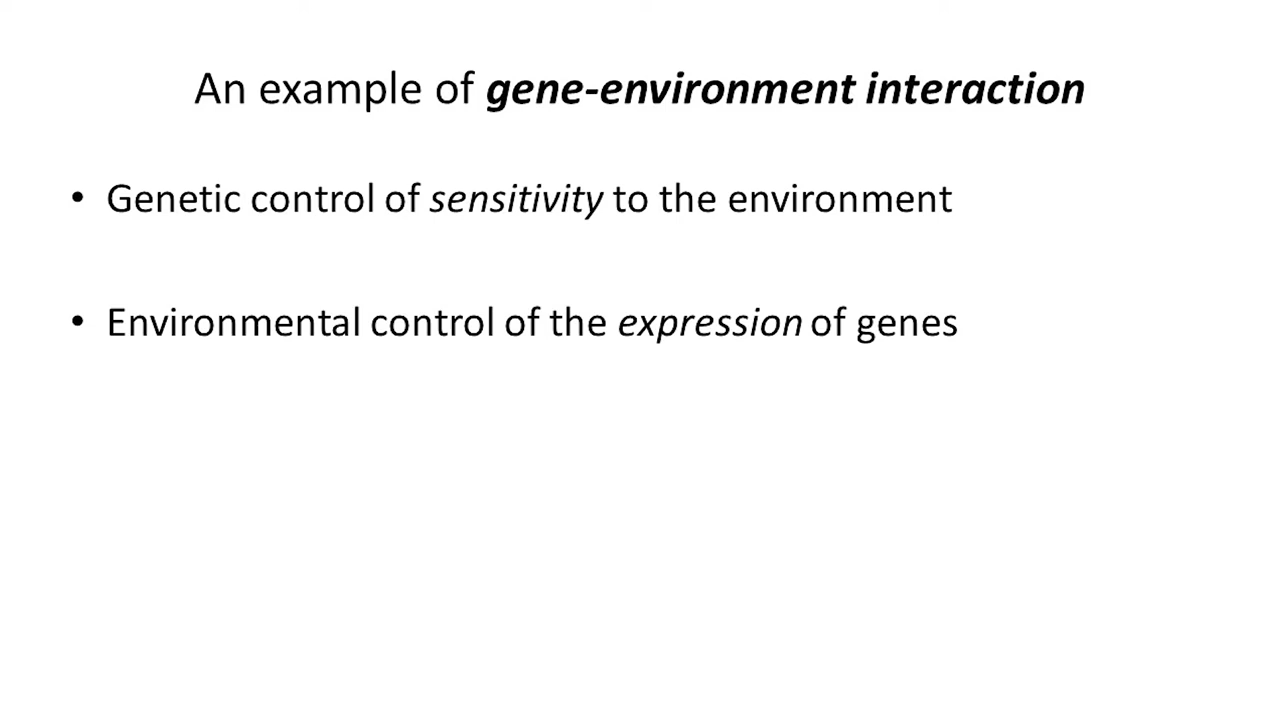 An example of gene-environment interaction
• Genetic control of sensitivity to the environment
• Environmental control of the expression of genes